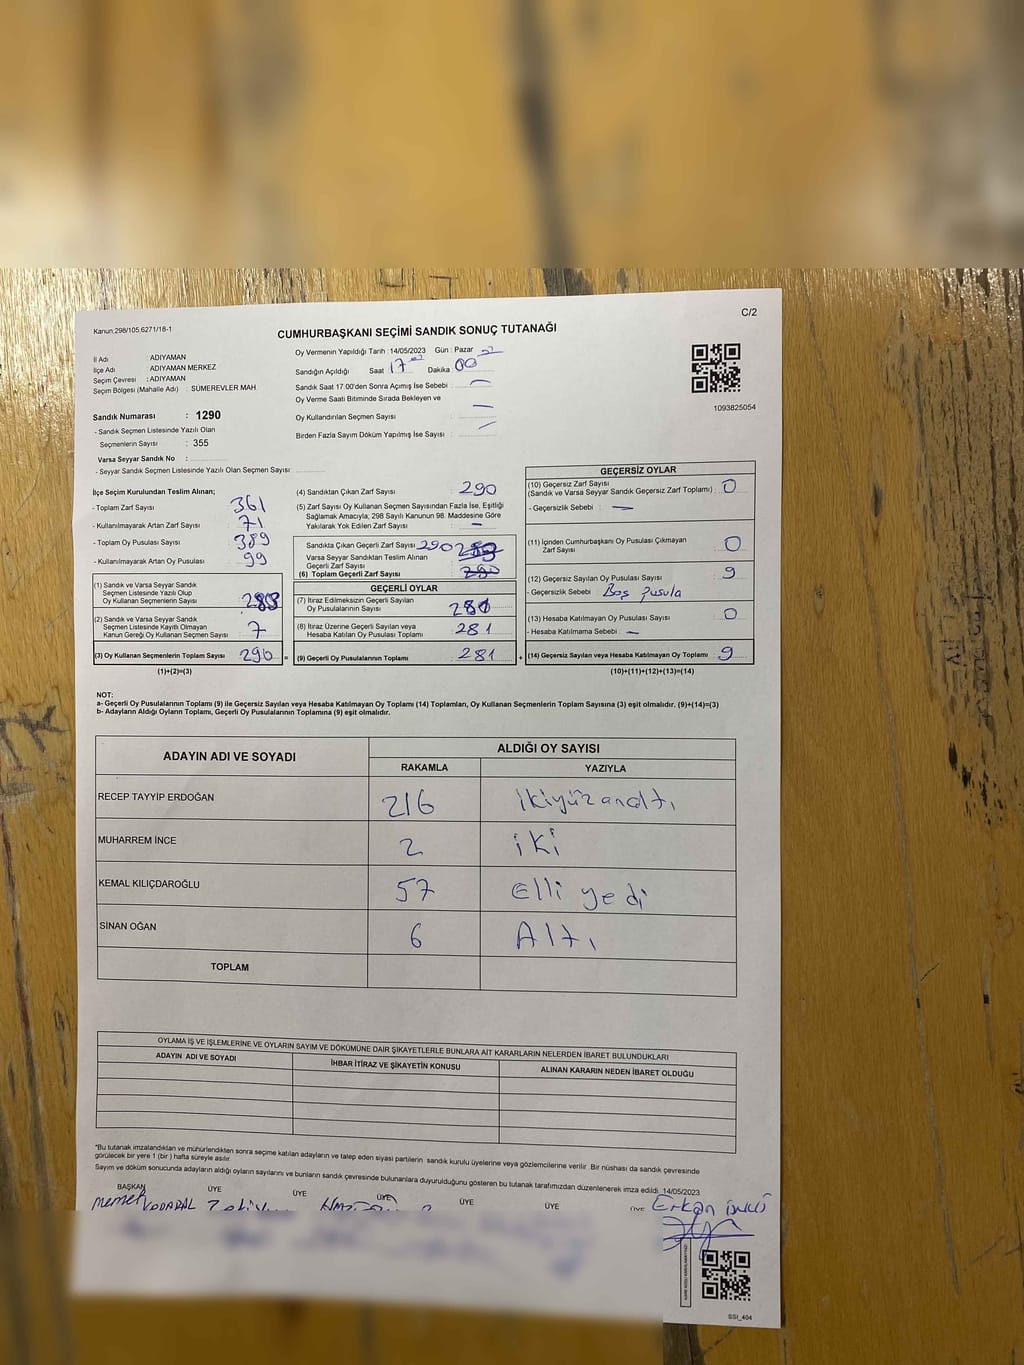 C/2
Kanun,298/105,6271/18-1
CUMHURBAŞKANI SEÇİMİ SANDIK SONUÇ TUTANAĞI
İl Adı : ADIYAMAN
İlçe Adı : ADIYAMAN MERKEZ
Seçim Çevresi : ADIYAMAN
Seçim Bölgesi (Mahalle Adı) : SÜMEREVLER MAH
Oy Vermenin Yapıldığı Tarih : 14/05/2023 Gün : Pazar
Sandığın Açıldığı Saat 17 Dakika 00
Sandık Saat 17:00'den Sonra Açımış İse Sebebi :
Oy Verme Saati Bitiminde Sırada Bekleyen ve
Oy Kullandırılan Seçmen Sayısı :
Birden Fazla Sayım Döküm Yapılmış İse Sayısı :
1093825054
Sandık Numarası : 1290
- Sandık Seçmen Listesinde Yazılı Olan
Seçmenlerin Sayısı : 355
Varsa Seyyar Sandık No :
- Seyyar Sandık Seçmen Listesinde Yazılı Olan Seçmen Sayısı
İlçe Seçim Kurulundan Teslim Alınan;
- Toplam Zarf Sayısı : 361
- Kullanılmayarak Artan Zarf Sayısı : 71
- Toplam Oy Pusulası Sayısı : 389
- Kullanılmayarak Artan Oy Pusulası : 99
(1) Sandık ve Varsa Seyyar Sandık
Seçmen Listesinde Yazılı Olup
Oy Kullanan Seçmenlerin Sayısı :
(2) Sandık ve Varsa Seyyar Sandık
Seçmen Listesinde Kayıtlı Olmayan
Kanun Gereği Oy Kullanan Seçmen Sayısı : 7
(3) Oy Kullanan Seçmenlerin Toplam Sayısı : 290 =
(1)+(2)=(3)
(4) Sandıktan Çıkan Zarf Sayısı : 290
(5) Zarf Sayısı Oy Kullanan Seçmen Sayısından Fazla İse, Eşitliği
Sağlamak Amacıyla, 298 Sayılı Kanunun 98. Maddesine Göre
Yakılarak Yok Edilen Zarf Sayısı : —
Sandıkta Çıkan Geçerli Zarf Sayısı : 290
Varsa Seyyar Sandıktan Teslim Alınan
Geçerli Zarf Sayısı :
(6) Toplam Geçerli Zarf Sayısı :
GEÇERLİ OYLAR
(7) İtiraz Edilmeksizin Geçerli Sayılan
Oy Pusulalarının Sayısı : 281
(8) İtiraz Üzerine Geçerli Sayılan veya
Hesaba Katılan Oy Pusulası Toplamı : 281
(9) Geçerli Oy Pusulalarının Toplamı : 281 +
GEÇERSİZ OYLAR
(10) Geçersiz Zarf Sayısı
(Sandık ve Varsa Seyyar Sandık Geçersiz Zarf Toplamı) : 0
- Geçersizlik Sebebi : —
(11) İçinden Cumhurbaşkanı Oy Pusulası Çıkmayan
Zarf Sayısı : 0
(12) Geçersiz Sayılan Oy Pusulası Sayısı : 9
- Geçersizlik Sebebi : Boş Pusula
(13) Hesaba Katılmayan Oy Pusulası Sayısı : 0
- Hesaba Katılmama Sebebi : —
(14) Geçersiz Sayılan veya Hesaba Katılmayan Oy Toplamı : 9
(10)+(11)+(12)+(13)=(14)
NOT:
a- Geçerli Oy Pusulalarının Toplamı (9) ile Geçersiz Sayılan veya Hesaba Katılmayan Oy Toplamı (14) Toplamları, Oy Kullanan Seçmenlerin Toplam Sayısına (3) eşit olmalıdır. (9)+(14)=(3)
b- Adayların Aldığı Oyların Toplamı, Geçerli Oy Pusulalarının Toplamına (9) eşit olmalıdır.
ADAYIN ADI VE SOYADI ALDIĞI OY SAYISI
RAKAMLA YAZIYLA
RECEP TAYYİP ERDOĞAN 216 ikiyüzonaltı
MUHARREM İNCE 2 iki
KEMAL KILIÇDAROĞLU 57 Elli yedi
SİNAN OĞAN 6 Altı
TOPLAM
OYLAMA İŞ VE İŞLEMLERİNE VE OYLARIN SAYIM VE DÖKÜMÜNE DAİR ŞİKAYETLERLE BUNLARA AİT KARARLARIN NELERDEN İBARET BULUNDUKLARI
ADAYIN ADI VE SOYADI İHBAR İTİRAZ VE ŞİKAYETİN KONUSU ALINAN KARARIN NEDEN İBARET OLDUĞU
"Bu tutanak imzalandıktan ve mühürlendikten sonra seçime katılan adayların ve talep eden siyasi partilerin sandık kurulu üyelerine veya gözlemcilerine verilir. Bir nüshası da sandık çevresinde
görülecek bir yere 1 (bir) hafta süreyle asılır.
Sayım ve döküm sonucunda adayların aldığı oyların sayılarını ve bunların sandık çevresinde bulunanlara duyurulduğunu gösteren bu tutanak tarafımızdan düzenlenerek imza edildi. 14/05/2023
BAŞKAN ÜYE ÜYE ÜYE ÜYE ÜYE ÜYE
Erkan
SSI_404